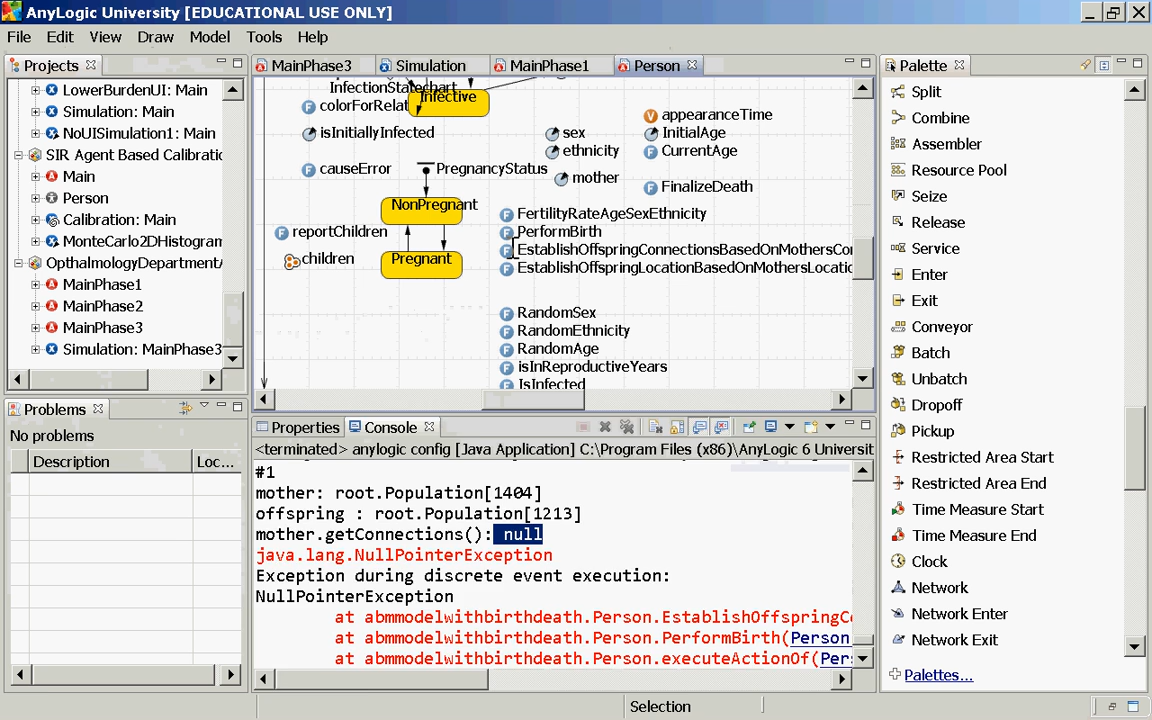 AnyLogic University [EDUCATIONAL USE ONLY]
File Edit View Draw Model Tools Help
Projects
LowerBurdenUI: Main
Simulation: Main
NoUISimulation1: Main
SIR Agent Based Calibratio
Main
Person
Calibration: Main
MonteCarlo2DHistogram
OpthalmologyDepartmentA
MainPhase1
MainPhase2
MainPhase3
Simulation: MainPhase3
Problems
No problems
Description Loc...
MainPhase3 Simulation MainPhase1 Person
InfectionStatechart
colorForRelat
Infective
isInitiallyInfected
causeError
PregnancyStatus
NonPregnant
reportChildren
Pregnant
children
sex
ethnicity
mother
appearanceTime
InitialAge
CurrentAge
FinalizeDeath
FertilityRateAgeSexEthnicity
PerformBirth
EstablishOffspringConnectionsBasedOnMothersCon
EstablishOffspringLocationBasedOnMothersLocatio
RandomSex
RandomEthnicity
RandomAge
isInReproductiveYears
IsInfected
Properties Console
<terminated> anylogic config [Java Application] C:\Program Files (x86)\AnyLogic 6 Universit
#1
mother: root.Population[1404]
offspring : root.Population[1213]
mother.getConnections(): null
java.lang.NullPointerException
Exception during discrete event execution:
NullPointerException
at abmmodelwithbirthdeath.Person.EstablishOffspringCo
at abmmodelwithbirthdeath.Person.PerformBirth(Person.
at abmmodelwithbirthdeath.Person.executeActionOf(Per
Palette
Split
Combine
Assembler
Resource Pool
Seize
Release
Service
Enter
Exit
Conveyor
Batch
Unbatch
Dropoff
Pickup
Restricted Area Start
Restricted Area End
Time Measure Start
Time Measure End
Clock
Network
Network Enter
Network Exit
Palettes...
Selection